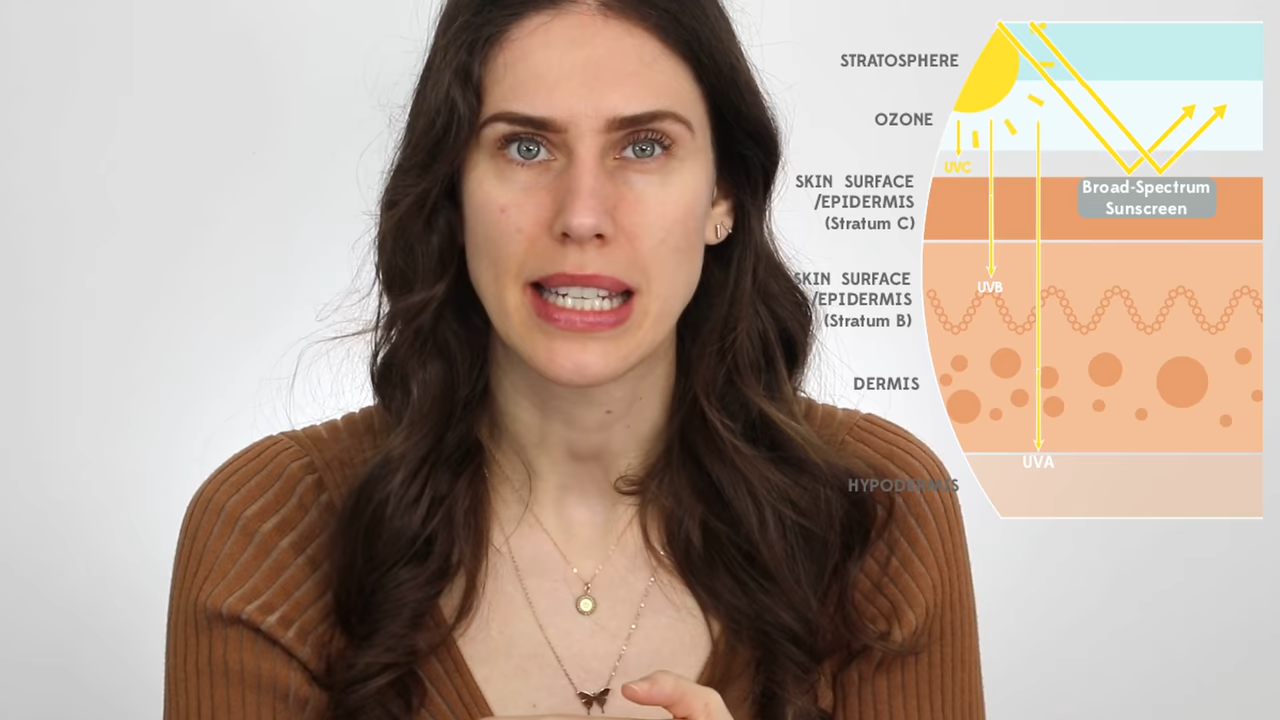 STRATOSPHERE
OZONE
UVC
SKIN SURFACE
/EPIDERMIS
(Stratum C)
Broad-Spectrum
Sunscreen
SKIN SURFACE
/EPIDERMIS
(Stratum B)
UVB
DERMIS
UVA
HYPODERMIS